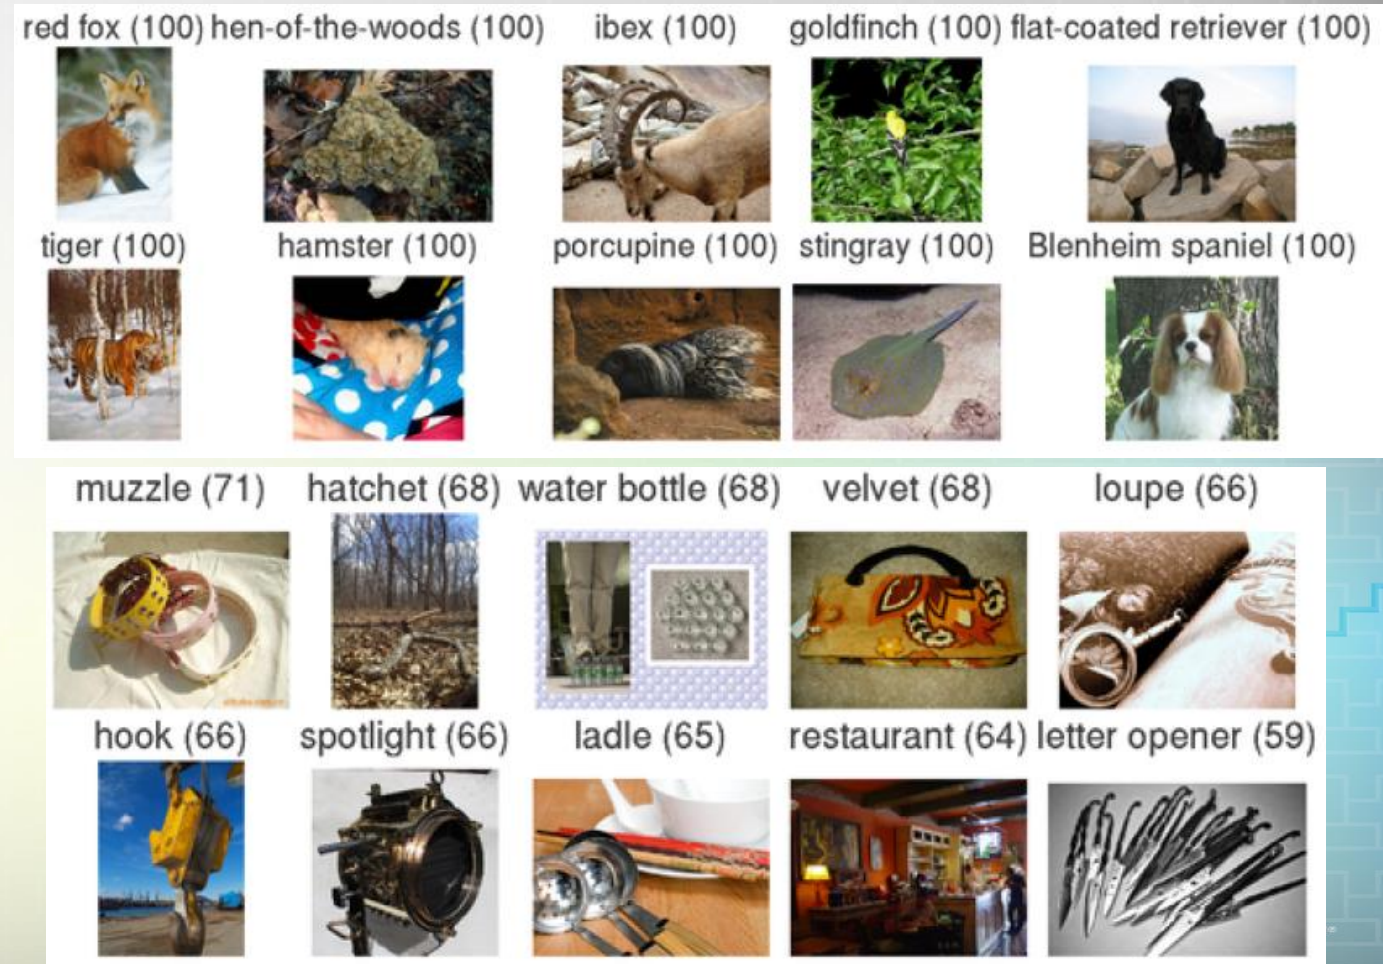 red fox (100) hen-of-the-woods (100) ibex (100) goldfinch (100) flat-coated retriever (100)
tiger (100) hamster (100) porcupine (100) stingray (100) Blenheim spaniel (100)
muzzle (71) hatchet (68) water bottle (68) velvet (68) loupe (66)
hook (66) spotlight (66) ladle (65) restaurant (64) letter opener (59)